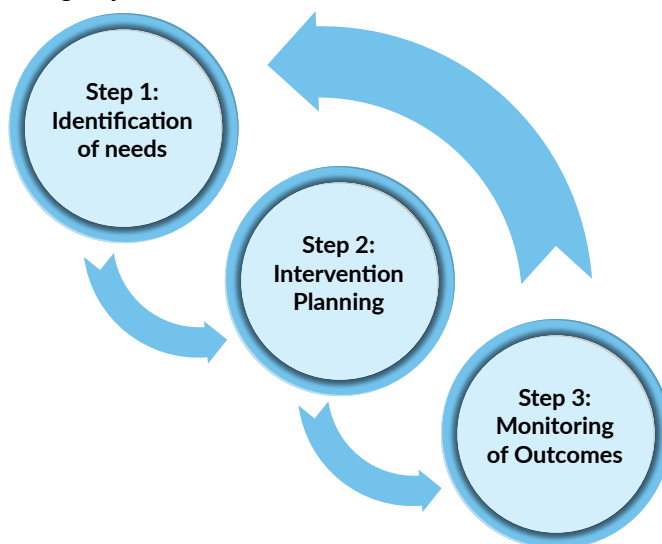 Step 1:
Identification
of needs
Step 2:
Intervention
Planning
Step 3:
Monitoring
of Outcomes